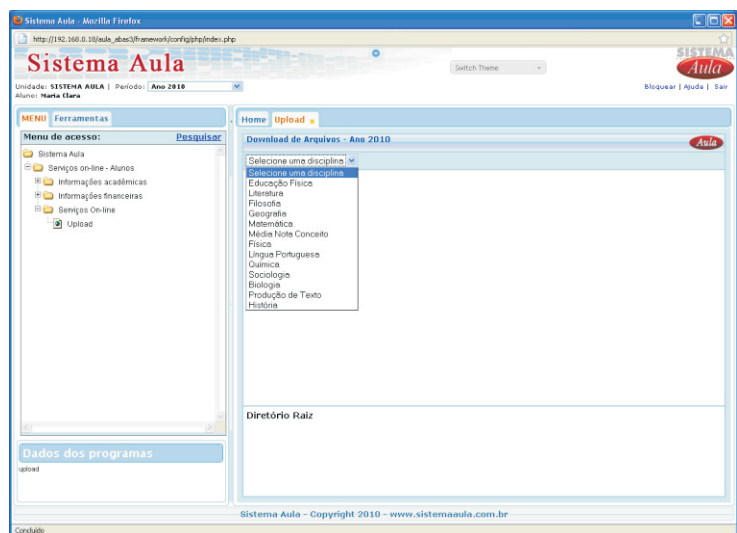 Sistema Aula - Mozilla Firefox
http://192.168.0.18/aula_abas3/framework/config/php/index.php
Sistema Aula
Switch Theme
SISTEMA
Aula
Unidade: SISTEMA AULA | Período: Ano 2010
Bloquear | Ajuda | Sair
Aluno: Maria Clara
MENU Ferramentas
Menu de acesso: Pesquisar
Sistema Aula
Serviços on-line - Alunos
Informações acadêmicas
Informações financeiras
Serviços On-line
Upload
Dados dos programas
upload
Home Upload x
Download de Arquivos - Ano 2010
Aula
Selecione uma disciplina
Selecione uma disciplina
Educação Física
Literatura
Filosofia
Geografia
Matemática
Média Nota Conceito
Física
Língua Portuguesa
Química
Sociologia
Biologia
Produção de Texto
História
Diretório Raiz
Sistema Aula - Copyright 2010 - www.sistemaaula.com.br
Concluído